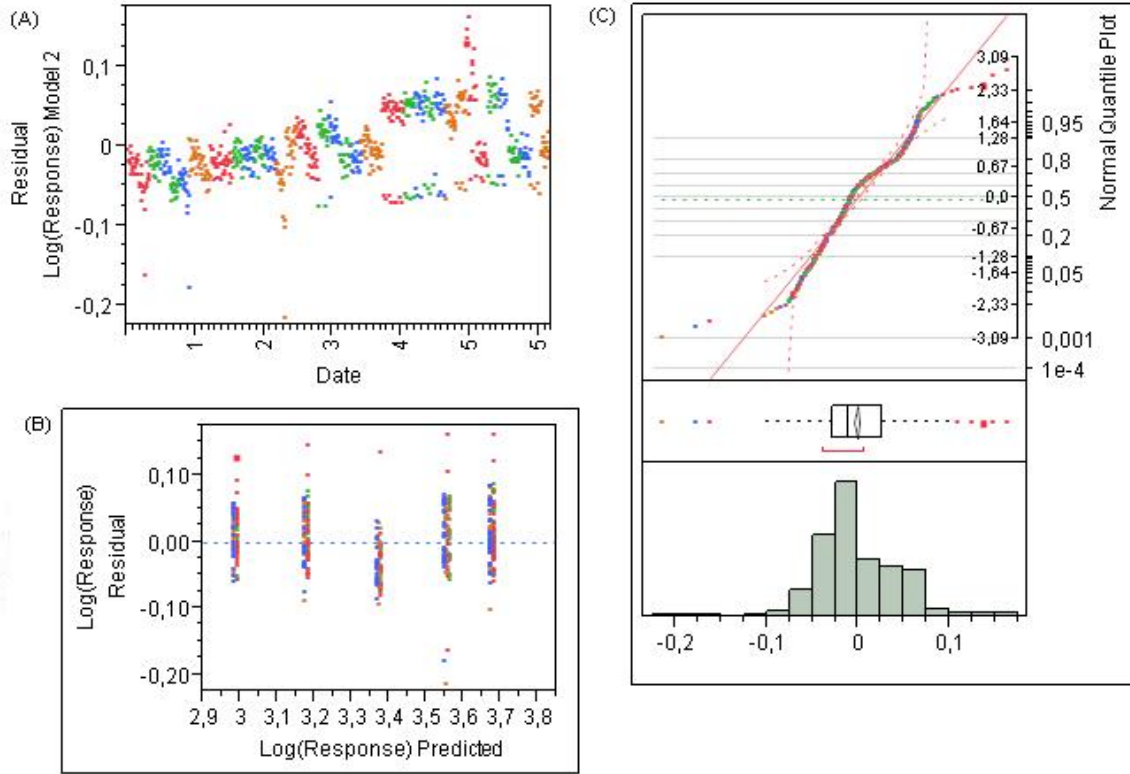 (A)
Residual
Log(Response) Model 2
0,1
0
-0,1
-0,2
1
2
3
4
5
5
Date
(B)
Log(Response)
Residual
0,10
0,00
-0,10
-0,20
2,9 3 3,1 3,2 3,3 3,4 3,5 3,6 3,7 3,8
Log(Response) Predicted
(C)
3,09
2,33
1,64
1,28
0,67
0,0
-0,67
-1,28
-1,64
-2,33
-3,09
0,95
0,8
0,5
0,2
0,05
0,001
1e-4
Normal Quantile Plot
-0,2 -0,1 0 0,1